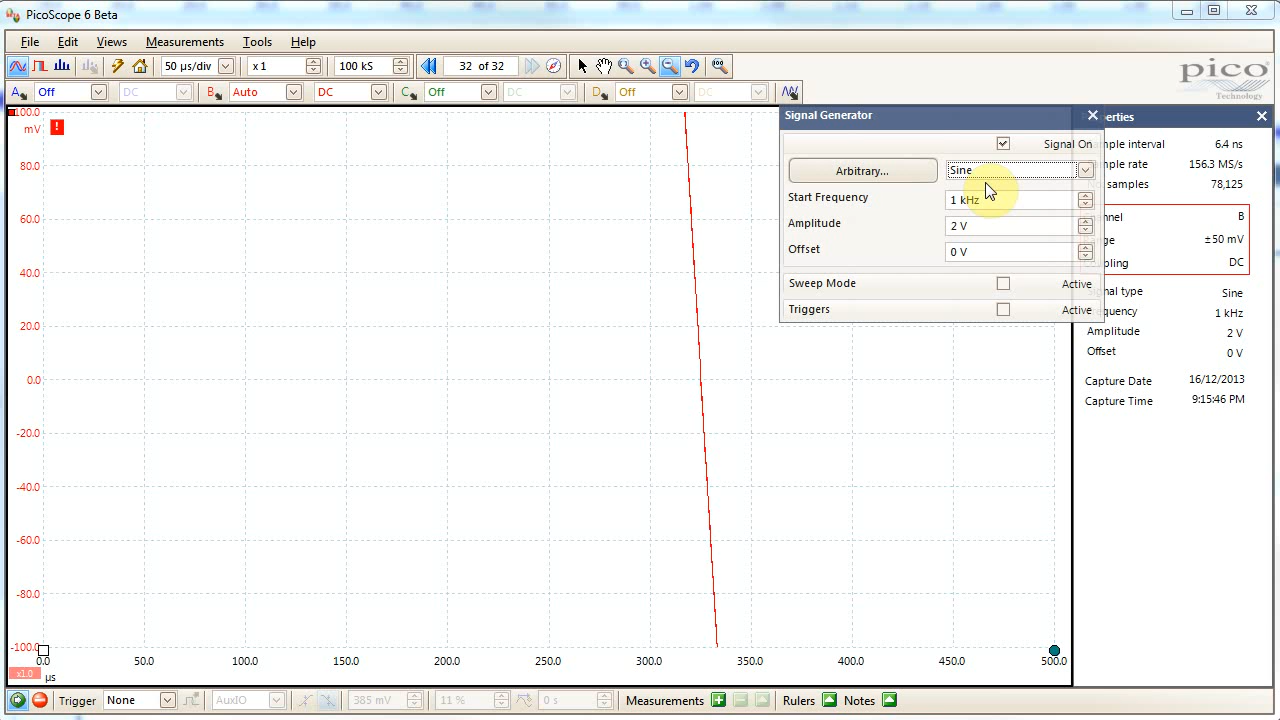 PicoScope 6 Beta
File Edit Views Measurements Tools Help
50 µs/div x 1 100 kS 32 of 32
pico
Technology
A Off DC B Auto DC C Off DC D Off DC
Signal Generator
Signal On
Arbitrary... Sine
Start Frequency 1 kHz
Amplitude 2 V
Offset 0 V
Sweep Mode Active
Triggers Active
perties
ample interval 6.4 ns
ample rate 156.3 MS/s
samples 78,125
nnel B
nge ±50 mV
pling DC
nal type Sine
quency 1 kHz
Amplitude 2 V
Offset 0 V
Capture Date 16/12/2013
Capture Time 9:15:46 PM
100.0
mV
!
80.0
60.0
40.0
20.0
0.0
-20.0
-40.0
-60.0
-80.0
-100.0
0.0 50.0 100.0 150.0 200.0 250.0 300.0 350.0 400.0 450.0 500.0
x1.0
µs
Trigger None AuxIO 385 mV 11 % 0 s Measurements Rulers Notes